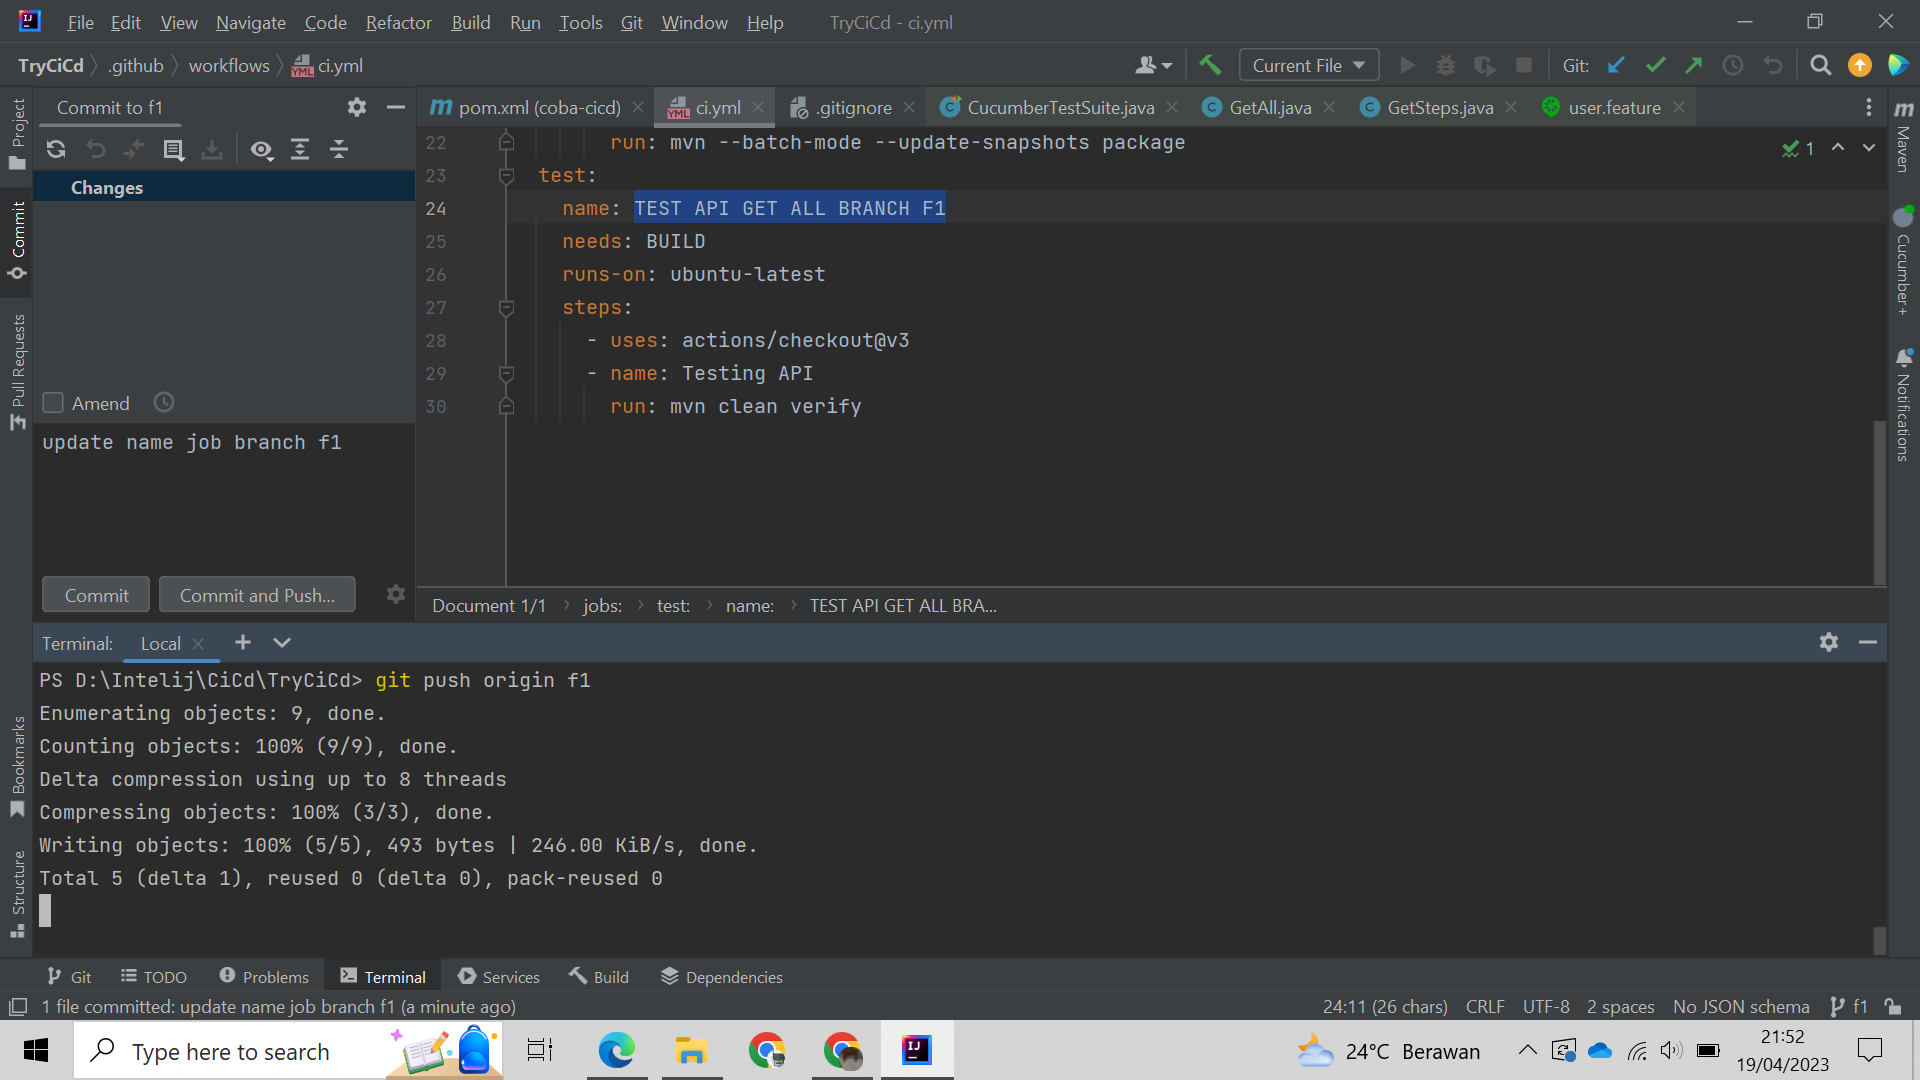 File Edit View Navigate Code Refactor Build Run Tools Git Window Help TryCiCd - ci.yml
TryCiCd .github workflows ci.yml Current File Git:
Commit to f1
pom.xml (coba-cicd) ci.yml .gitignore CucumberTestSuite.java GetAll.java GetSteps.java user.feature
Changes
Amend
update name job branch f1
Commit Commit and Push...
22 run: mvn --batch-mode --update-snapshots package
1
23 test:
24 name: TEST API GET ALL BRANCH F1
25 needs: BUILD
26 runs-on: ubuntu-latest
27 steps:
28 - uses: actions/checkout@v3
29 - name: Testing API
30 run: mvn clean verify
Document 1/1 jobs: test: name: TEST API GET ALL BRA...
Terminal: Local
PS D:\Intelij\CiCd\TryCiCd> git push origin f1
Enumerating objects: 9, done.
Counting objects: 100% (9/9), done.
Delta compression using up to 8 threads
Compressing objects: 100% (3/3), done.
Writing objects: 100% (5/5), 493 bytes | 246.00 KiB/s, done.
Total 5 (delta 1), reused 0 (delta 0), pack-reused 0
Project
Commit
Pull Requests
Bookmarks
Structure
Maven
Cucumber+
Notifications
Git TODO Problems Terminal Services Build Dependencies
1 file committed: update name job branch f1 (a minute ago) 24:11 (26 chars) CRLF UTF-8 2 spaces No JSON schema f1
Type here to search
24°C Berawan
21:52
19/04/2023